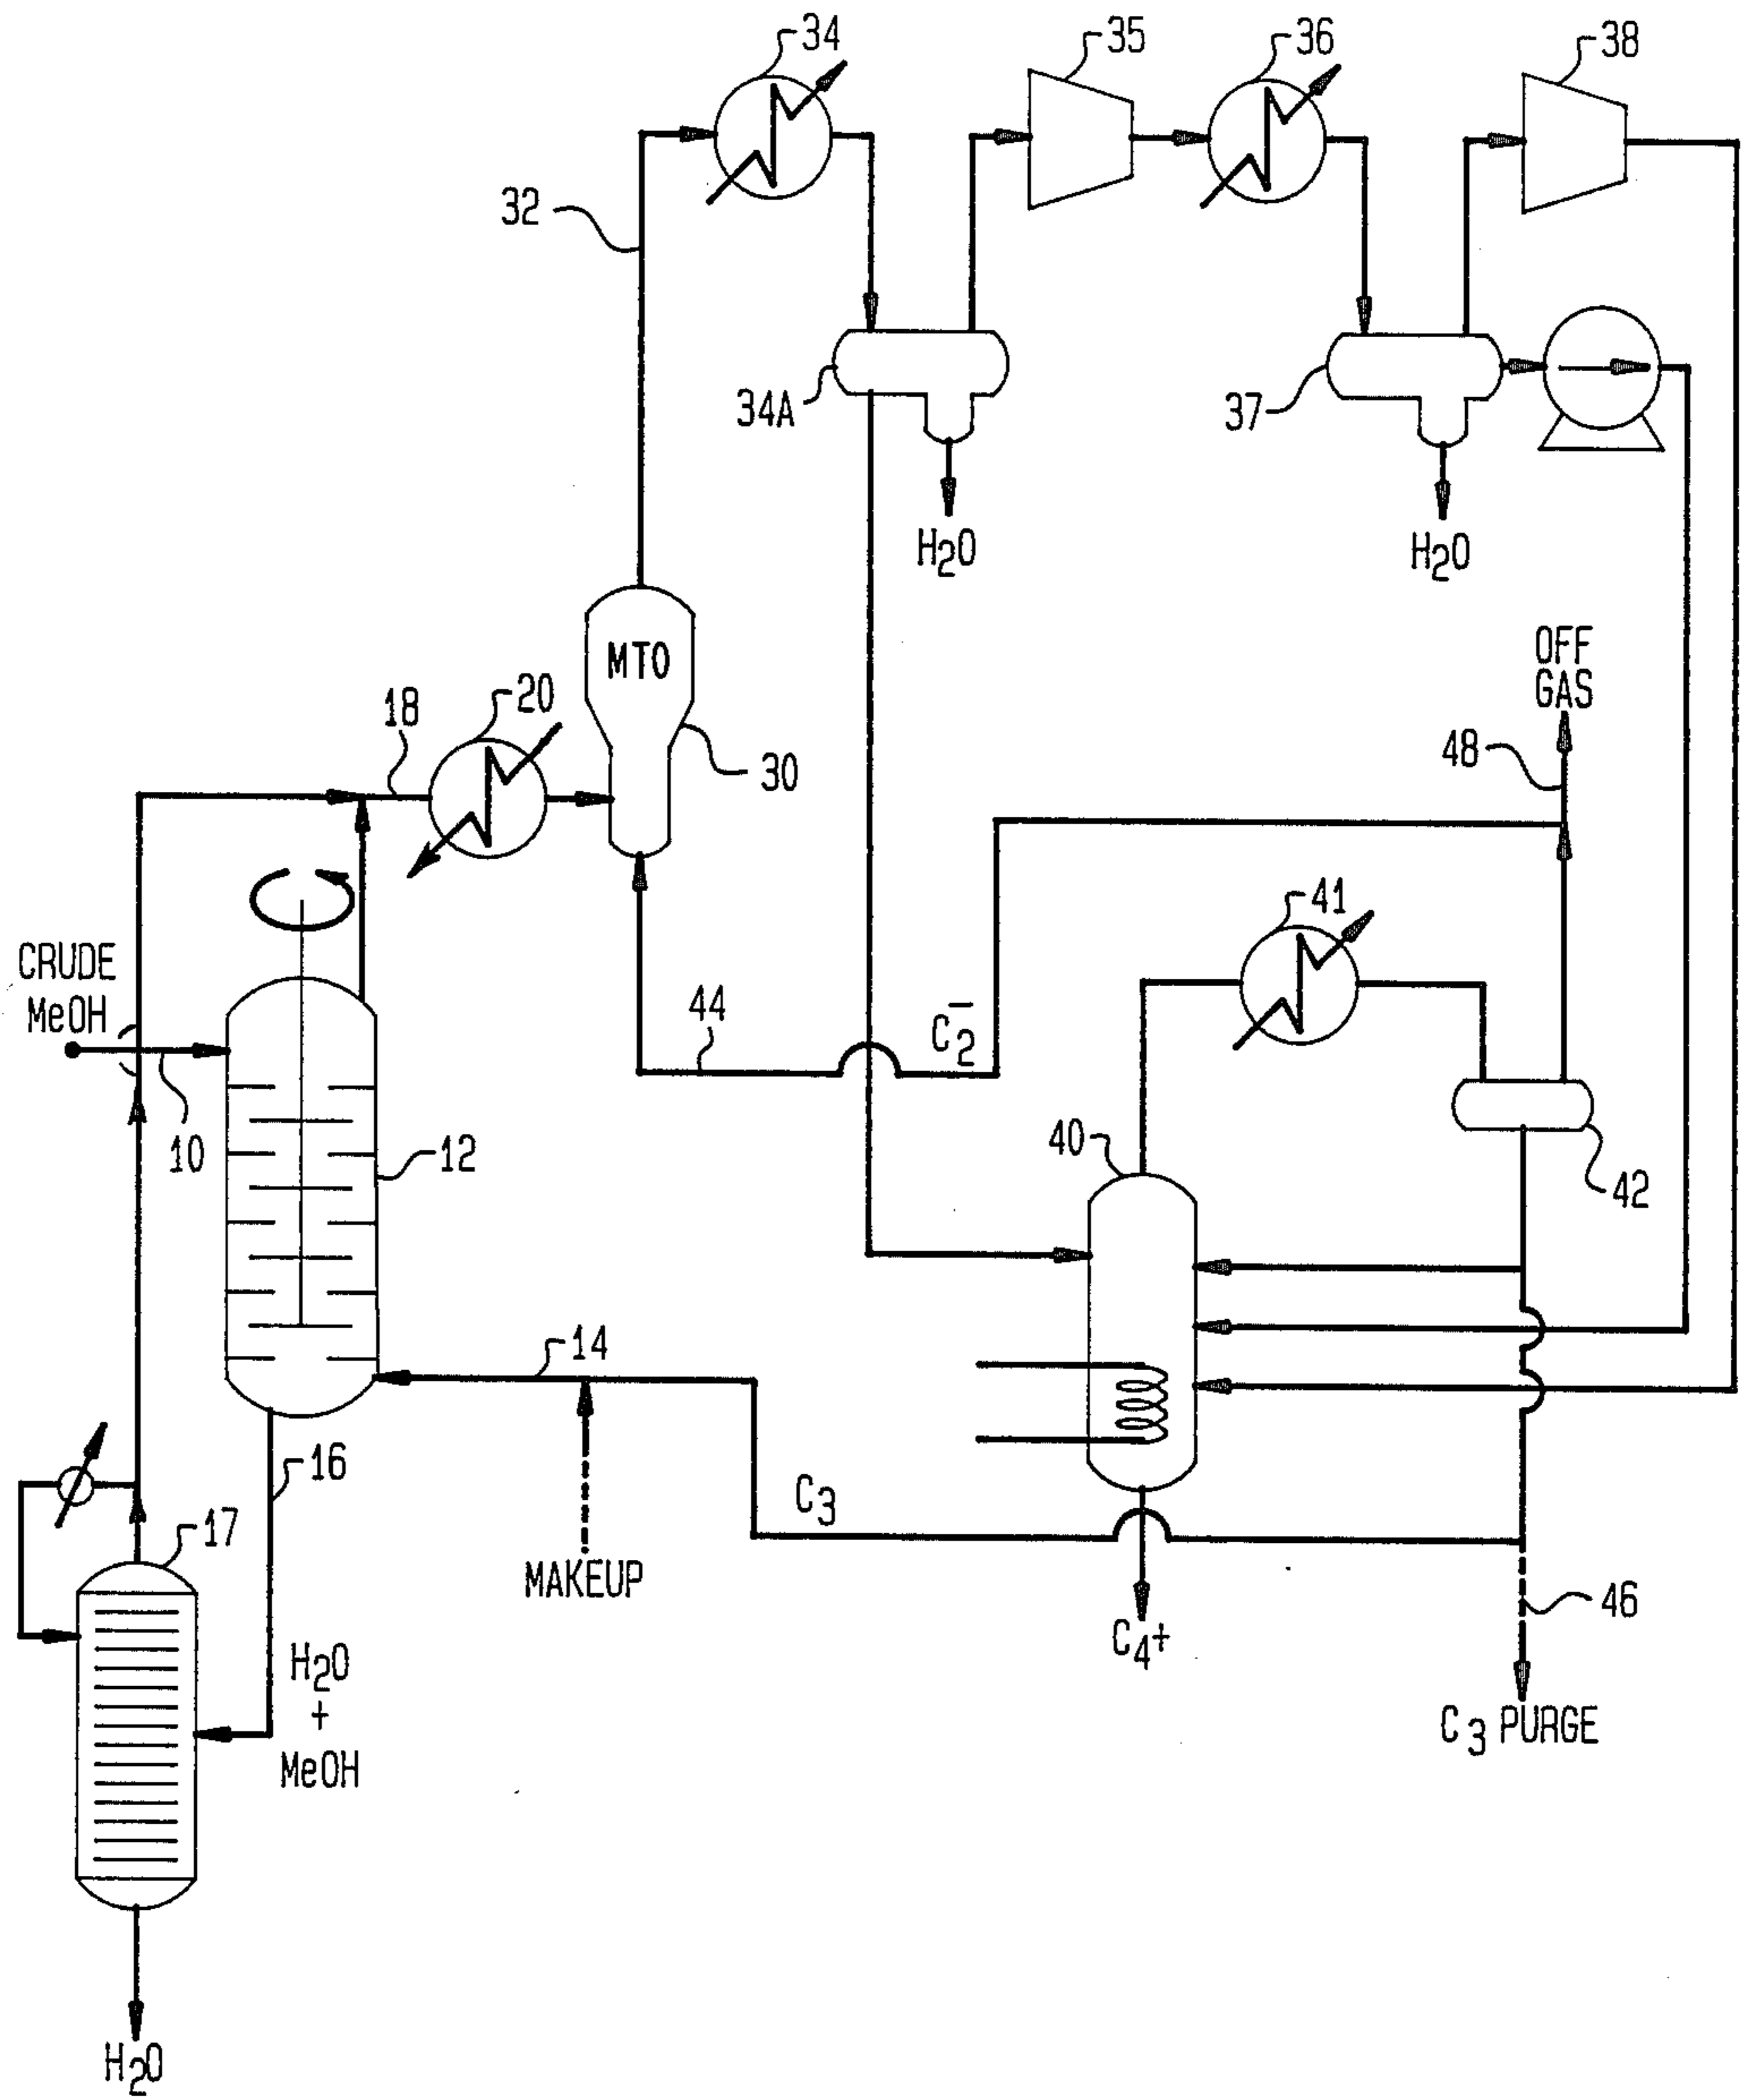 34
35
36
38
32
34A
37
H2O
H2O
MTO
OFF
GAS
20
18
48
30
41
CRUDE
MeOH
44
C2-
40
10
12
42
14
16
C3
17
MAKEUP
46
H2O
+
MeOH
C4+
C3 PURGE
H2O